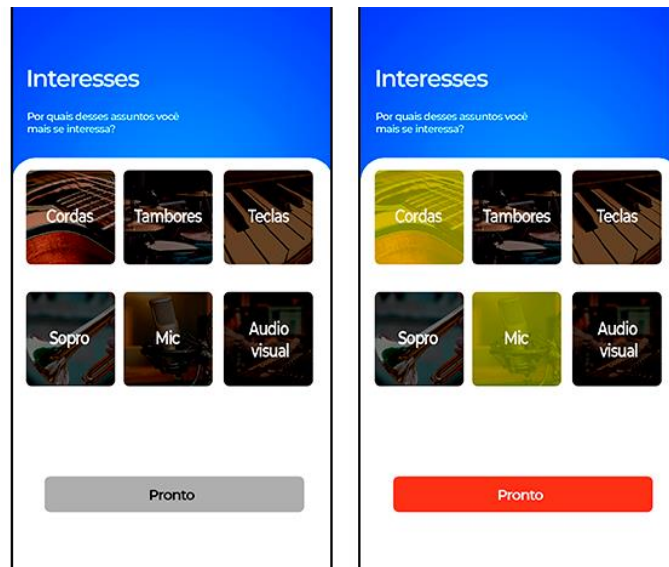 Interesses
Por quais desses assuntos você
mais se interessa?
Cordas
Tambores
Teclas
Sopro
Mic
Audio
visual
Pronto
Interesses
Por quais desses assuntos você
mais se interessa?
Cordas
Tambores
Teclas
Sopro
Mic
Audio
visual
Pronto